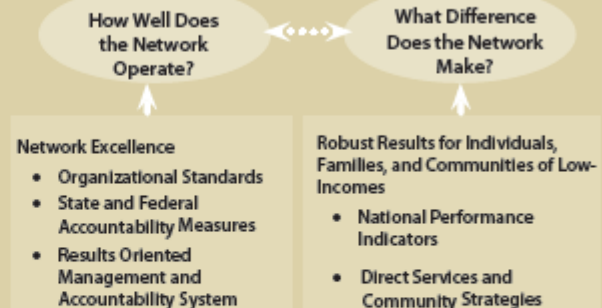 How Well Does
the Network
Operate?
What Difference
Does the Network
Make?
Network Excellence
• Organizational Standards
• State and Federal
Accountability Measures
• Results Oriented
Management and
Accountability System
Robust Results for Individuals,
Families, and Communities of Low-
Incomes
• National Performance
Indicators
• Direct Services and
Community Strategies